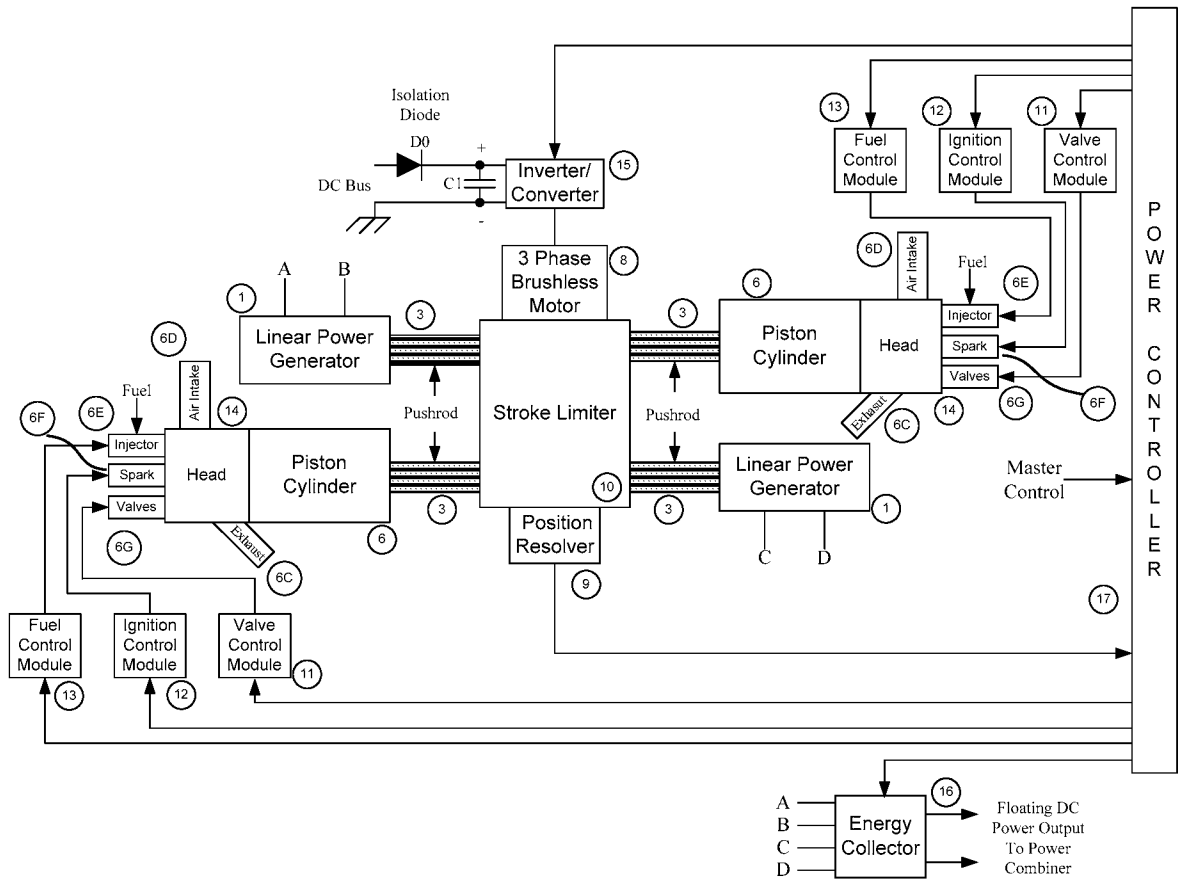 Isolation
Diode
D0
+
DC Bus
C1
-
Inverter/
Converter
15
13
12
11
Fuel
Control
Module
Ignition
Control
Module
Valve
Control
Module
POWER CONTROLLER
3 Phase
Brushless
Motor
8
A
B
1
Linear Power
Generator
3
3
6
6D
Air Intake
Fuel
6E
Piston
Cylinder
Head
Injector
Spark
Valves
6G
6F
14
Exhasut
6C
Stroke Limiter
10
Pushrod
Pushrod
6D
Air Intake
Fuel
6E
6F
14
Injector
Spark
Valves
Head
Piston
Cylinder
6G
Exhaust
6C
6
3
3
Linear Power
Generator
1
C
D
Position
Resolver
9
Master
Control
17
Fuel
Control
Module
Ignition
Control
Module
Valve
Control
Module
13
12
11
A
B
C
D
Energy
Collector
16
Floating DC
Power Output
To Power
Combiner